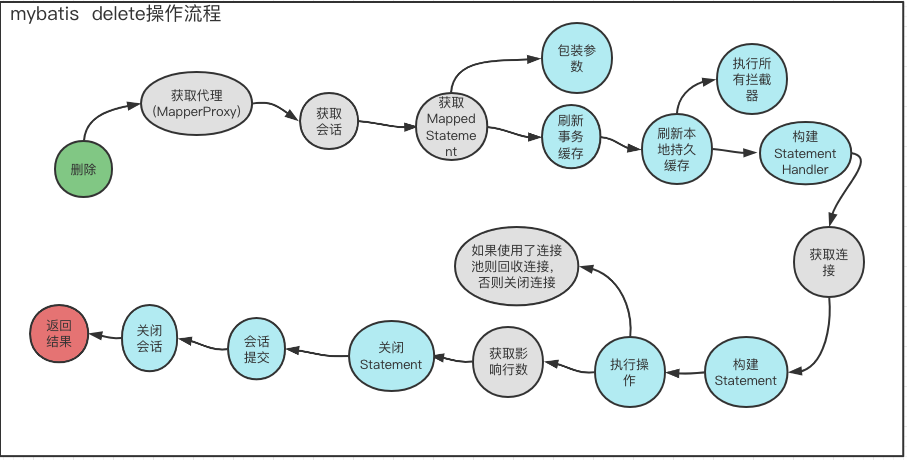 mybatis delete操作流程
删除
获取代理
(MapperProxy)
获取
会话
获取
Mapped
Stateme
nt
包装参
数
刷新
事务
缓存
刷新本
地持久
缓存
执行所
有拦截
器
构建
Statement
Handler
获取连
接
构建
Statement
执行操
作
如果使用了连接
池则回收连接，
否则关闭连接
获取影
响行数
关闭
Statement
会话
提交
关闭
会话
返回
结果